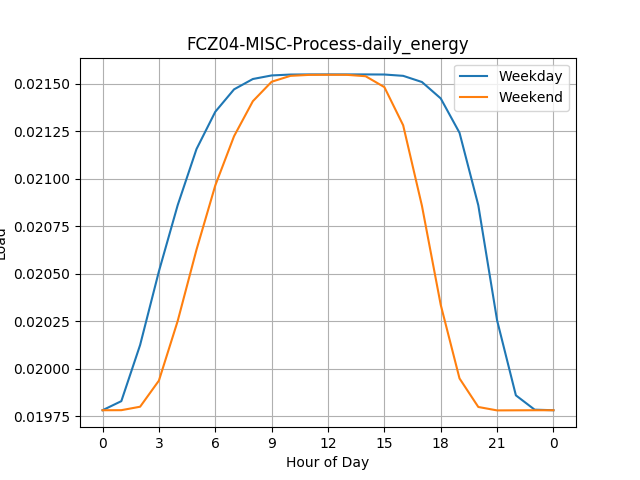 FCZ04-MISC-Process-daily_energy
Weekday
Weekend
0.02150
0.02125
0.02100
0.02075
0.02050
0.02025
0.02000
0.01975
Load
0 3 6 9 12 15 18 21 0
Hour of Day